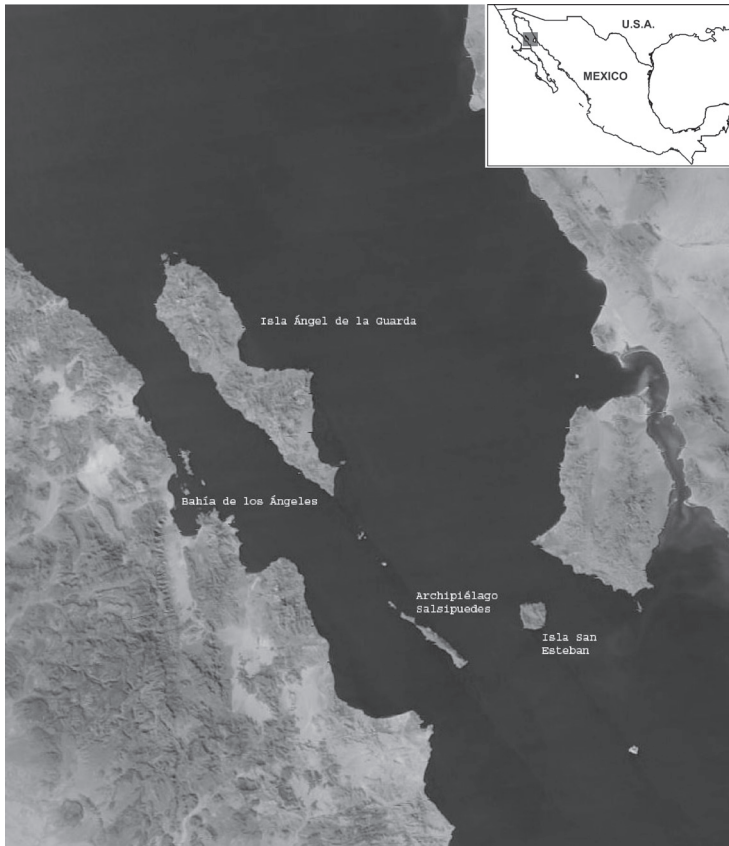 U.S.A.
MEXICO
Isla Ángel de la Guarda
Bahía de los Ángeles
Archipiélago
Salsipuedes
Isla San
Esteban